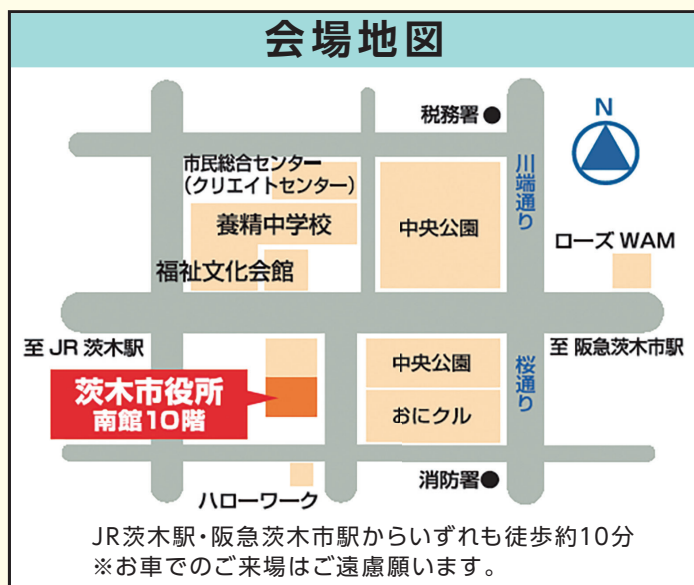 会場地図
税務署
N
市民総合センター
(クリエイトセンター)
川端通り
養精中学校
中央公園
ローズ WAM
福祉文化会館
至 JR 茨木駅
至 阪急茨木市駅
中央公園
桜通り
茨木市役所
南館10階
おにクル
消防署
ハローワーク
JR茨木駅・阪急茨木市駅からいずれも徒歩約10分
※お車でのご来場はご遠慮願います。